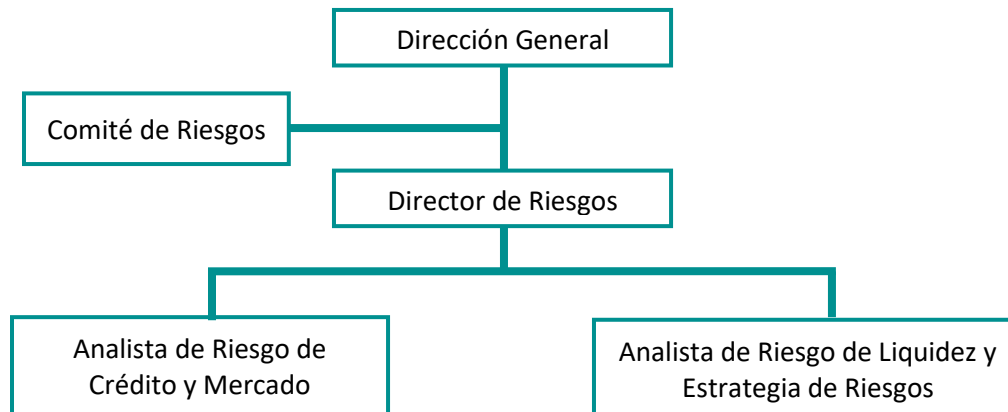 Dirección General
Comité de Riesgos
Director de Riesgos
Analista de Riesgo de
Crédito y Mercado
Analista de Riesgo de Liquidez y
Estrategia de Riesgos